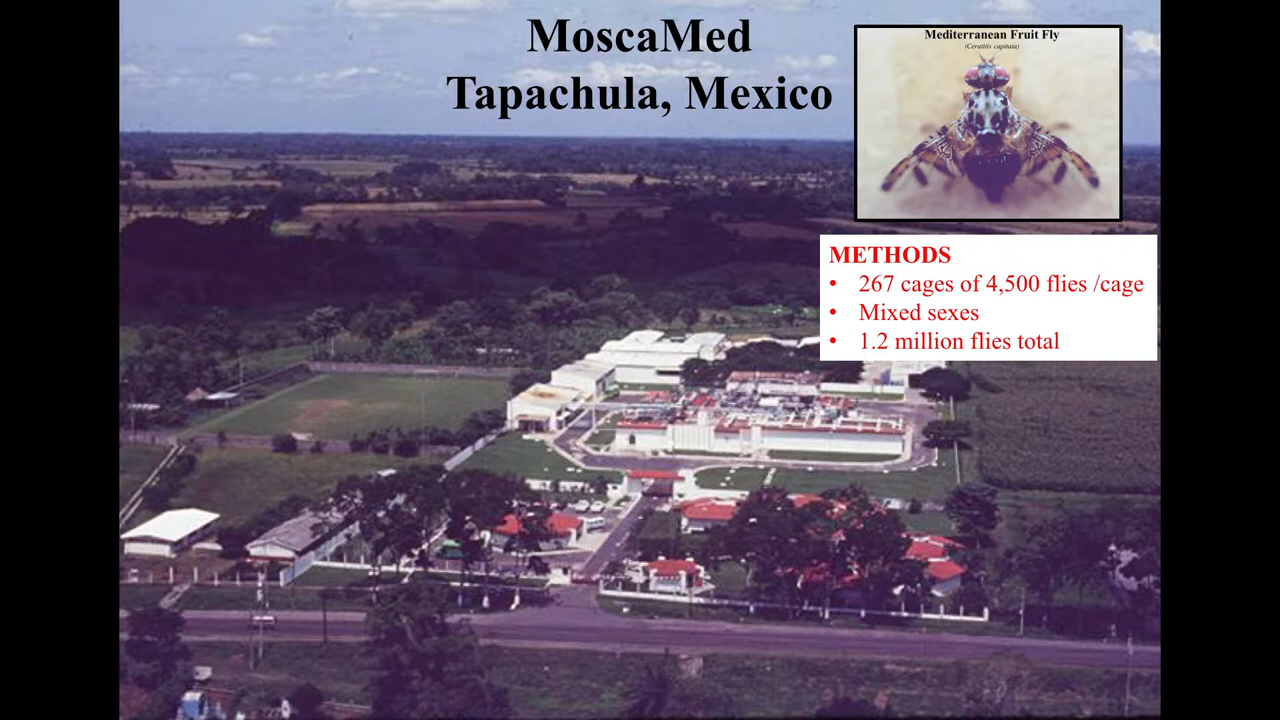 MoscaMed
Tapachula, Mexico
Mediterranean Fruit Fly
(Ceratitis capitata)
METHODS
• 267 cages of 4,500 flies /cage
• Mixed sexes
• 1.2 million flies total